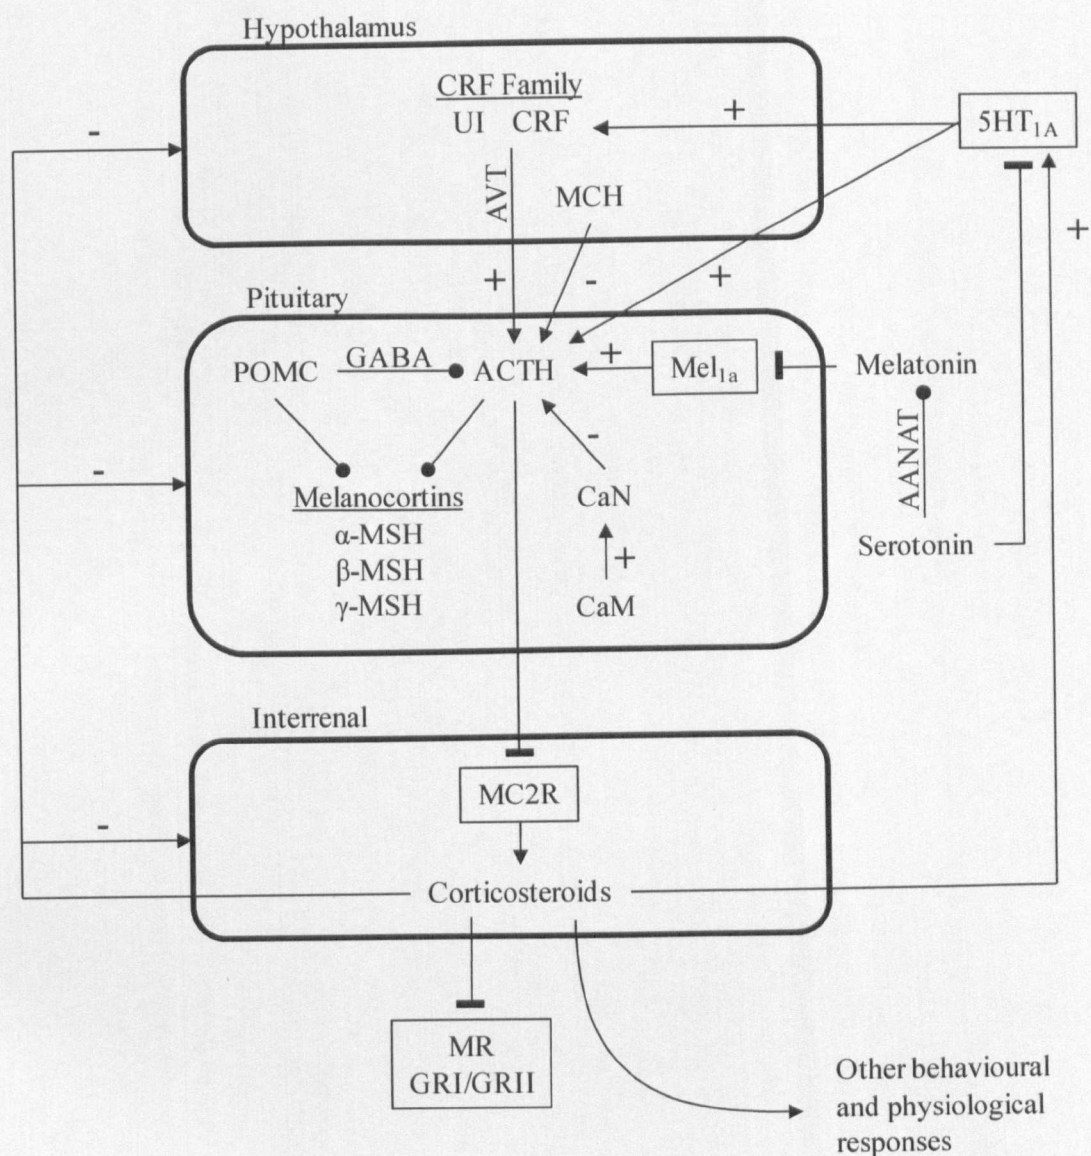 Hypothalamus
CRF Family
UI CRF
AVT
MCH
5HT1A
+
-
+
-
+
+
Pituitary
POMC
GABA
ACTH
+
Mel1a
Melatonin
AANAT
Serotonin
-
-
Melanocortins
α-MSH
β-MSH
γ-MSH
CaN
+
CaM
Interrenal
-
MC2R
Corticosteroids
MR
GRI/GRII
Other behavioural
and physiological
responses